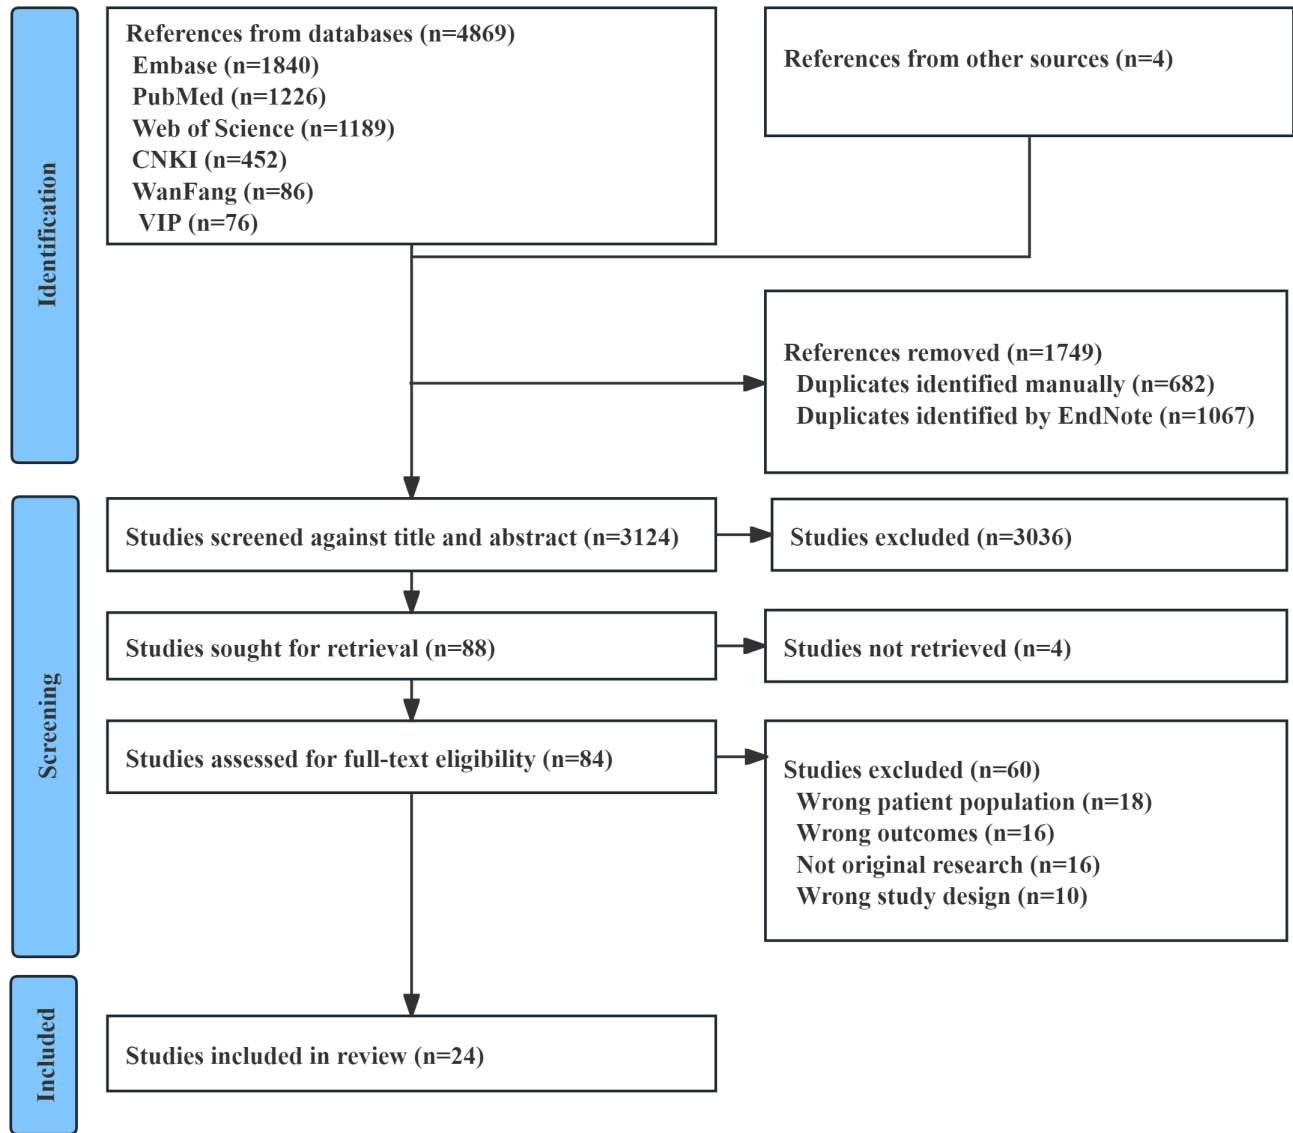 Identification
References from databases (n=4869)
Embase (n=1840)
PubMed (n=1226)
Web of Science (n=1189)
CNKI (n=452)
WanFang (n=86)
VIP (n=76)
References from other sources (n=4)
References removed (n=1749)
Duplicates identified manually (n=682)
Duplicates identified by EndNote (n=1067)
Screening
Studies screened against title and abstract (n=3124)
Studies excluded (n=3036)
Studies sought for retrieval (n=88)
Studies not retrieved (n=4)
Studies assessed for full-text eligibility (n=84)
Studies excluded (n=60)
Wrong patient population (n=18)
Wrong outcomes (n=16)
Not original research (n=16)
Wrong study design (n=10)
Included
Studies included in review (n=24)